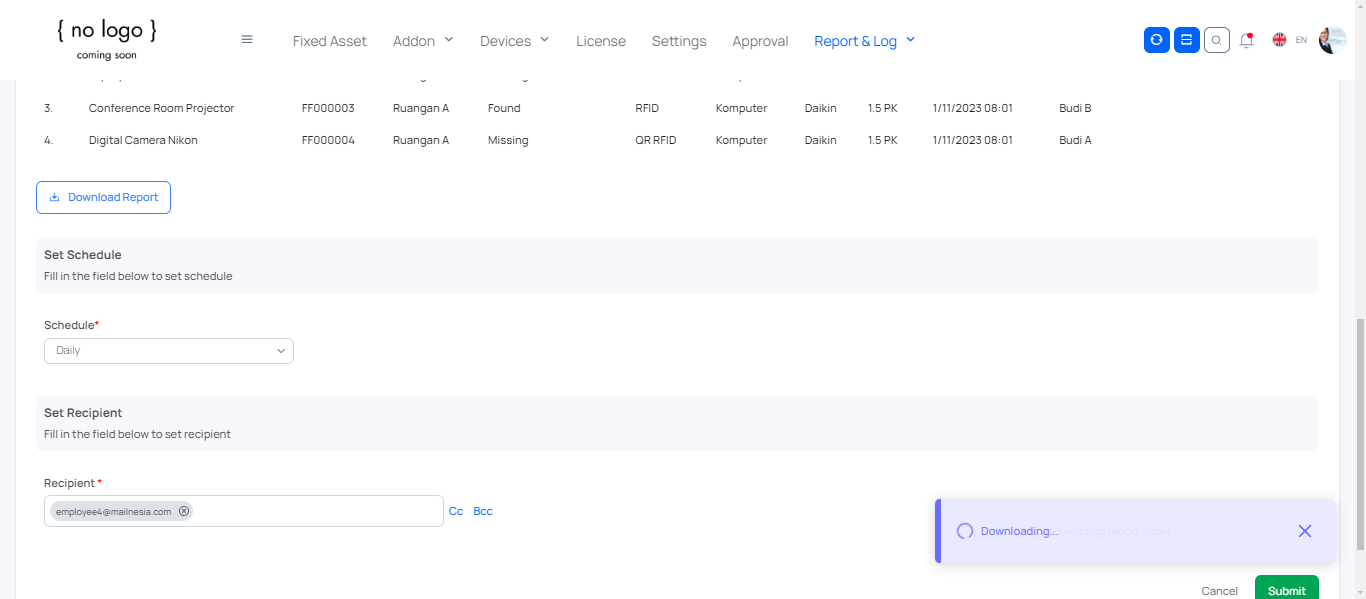 { no logo }
coming soon
Fixed Asset Addon Devices License Settings Approval Report & Log EN
3. Conference Room Projector FF000003 Ruangan A Found RFID Komputer Daikin 1.5 PK 1/11/2023 08:01 Budi B
4. Digital Camera Nikon FF000004 Ruangan A Missing QR RFID Komputer Daikin 1.5 PK 1/11/2023 08:01 Budi A
Download Report
Set Schedule
Fill in the field below to set schedule
Schedule*
Daily
Set Recipient
Fill in the field below to set recipient
Recipient *
employee4@mailnesia.com Cc Bcc
Downloading... sending report email
Cancel Submit